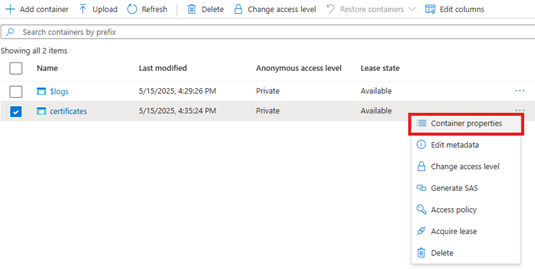 Add container Upload Refresh Delete Change access level Restore containers Edit columns
Search containers by prefix
Showing all 2 items
Name Last modified Anonymous access level Lease state
$logs 5/15/2025, 4:29:26 PM Private Available ...
certificates 5/15/2025, 4:35:24 PM Private Available ...
Container properties
Edit metadata
Change access level
Generate SAS
Access policy
Acquire lease
Delete